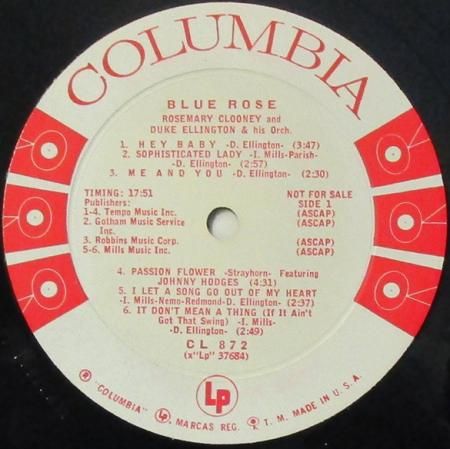 COLUMBIA
BLUE ROSE
ROSEMARY CLOONEY and
DUKE ELLINGTON & his Orch.
1. HEY BABY -D. Ellington- (3:47)
2. SOPHISTICATED LADY -I. Mills-Parish-
-D. Ellington- (2:57)
3. ME AND YOU -D. Ellington- (2:30)
TIMING: 17:51 NOT FOR SALE
Publishers: SIDE 1
1-4. Tempo Music Inc. (ASCAP)
2. Gotham Music Service (ASCAP)
Inc.
3. Robbins Music Corp. (ASCAP)
5-6. Mills Music Inc. (ASCAP)
4. PASSION FLOWER -Strayhorn- Featuring
JOHNNY HODGES (4:31)
5. I LET A SONG GO OUT OF MY HEART
-I. Mills-Nemo-Redmond-D. Ellington- (2:37)
6. IT DON'T MEAN A THING (If It Ain't
Got That Swing) -I. Mills-
-D. Ellington- (2:49)
CL 872
(x"Lp" 37684)
Lp
® "COLUMBIA", Lp, MARCAS REG. T. M. MADE IN U.S.A.